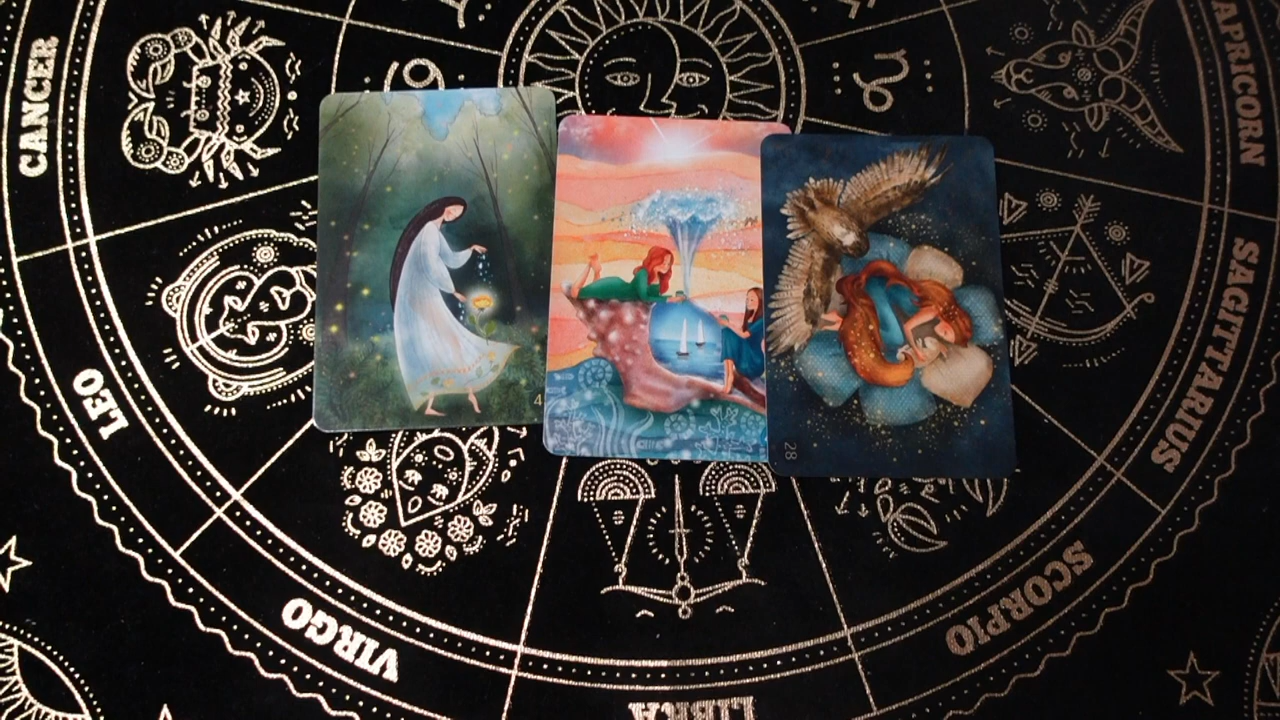 CANCER
APRICORN
SAGITTARIUS
LEO
4
28
SCORPIO
VIRGO
LIBRA